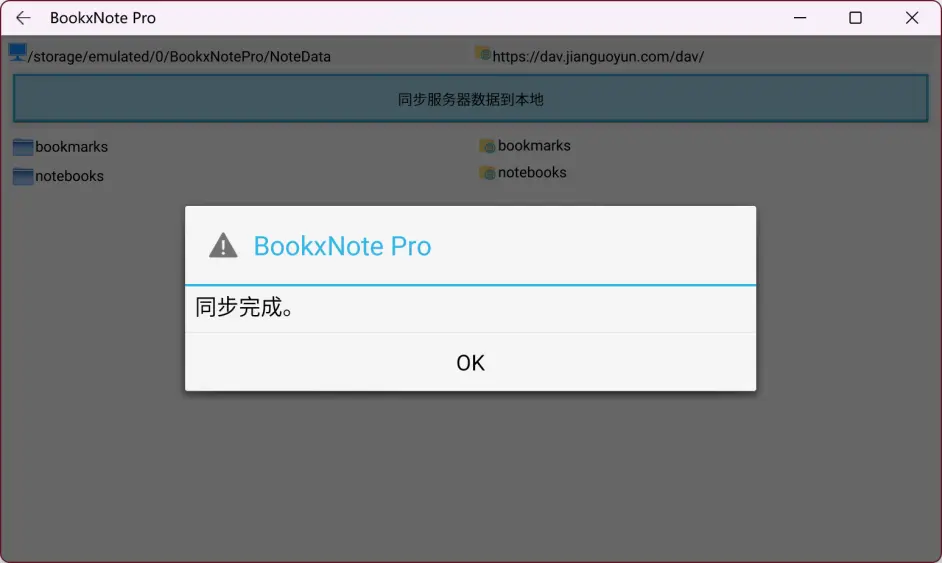 BookxNote Pro
/storage/emulated/0/BookxNotePro/NoteData
https://dav.jianguoyun.com/dav/
同步服务器数据到本地
bookmarks
bookmarks
notebooks
notebooks
BookxNote Pro
同步完成。
OK